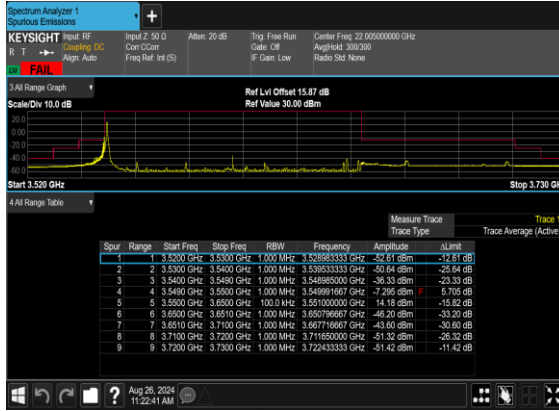 Spectrum Analyzer 1
Spurious Emissions
KEYSIGHT Input: RF Input Z: 50 Ω Atten: 20 dB Trig: Free Run Center Freq: 22.005000000 GHz
R T Coupling: DC Corr CCorr Gate: Off Avg|Hold: 300/300
Align: Auto Freq Ref: Int (S) IF Gain: Low Radio Std: None
FAIL
3 All Range Graph
Ref Lvl Offset 15.87 dB
Scale/Div 10.0 dB Ref Value 30.00 dBm
20.0
0.00
-20.0
-40.0
-60.0
Start 3.520 GHz Stop 3.730 GH
4 All Range Table
Measure Trace Trace 1
Trace Type Trace Average (Active
Spur Range Start Freq Stop Freq RBW Frequency Amplitude ΔLimit
1 1 3.5200 GHz 3.5300 GHz 1.000 MHz 3.528983333 GHz -52.61 dBm -12.61 dB
2 2 3.5300 GHz 3.5400 GHz 1.000 MHz 3.539533333 GHz -50.64 dBm -25.64 dB
3 3 3.5400 GHz 3.5490 GHz 1.000 MHz 3.548985000 GHz -36.33 dBm -23.33 dB
4 4 3.5490 GHz 3.5500 GHz 1.000 MHz 3.549991667 GHz -7.295 dBm F 5.705 dB
5 5 3.5500 GHz 3.6500 GHz 100.0 kHz 3.551000000 GHz 14.18 dBm -15.82 dB
6 6 3.6500 GHz 3.6510 GHz 1.000 MHz 3.650796667 GHz -46.20 dBm -33.20 dB
7 7 3.6510 GHz 3.7100 GHz 1.000 MHz 3.667716667 GHz -43.60 dBm -30.60 dB
8 8 3.7100 GHz 3.7200 GHz 1.000 MHz 3.711650000 GHz -51.32 dBm -26.32 dB
9 9 3.7200 GHz 3.7300 GHz 1.000 MHz 3.722433333 GHz -51.42 dBm -11.42 dB
? Aug 26, 2024
11:22:41 AM